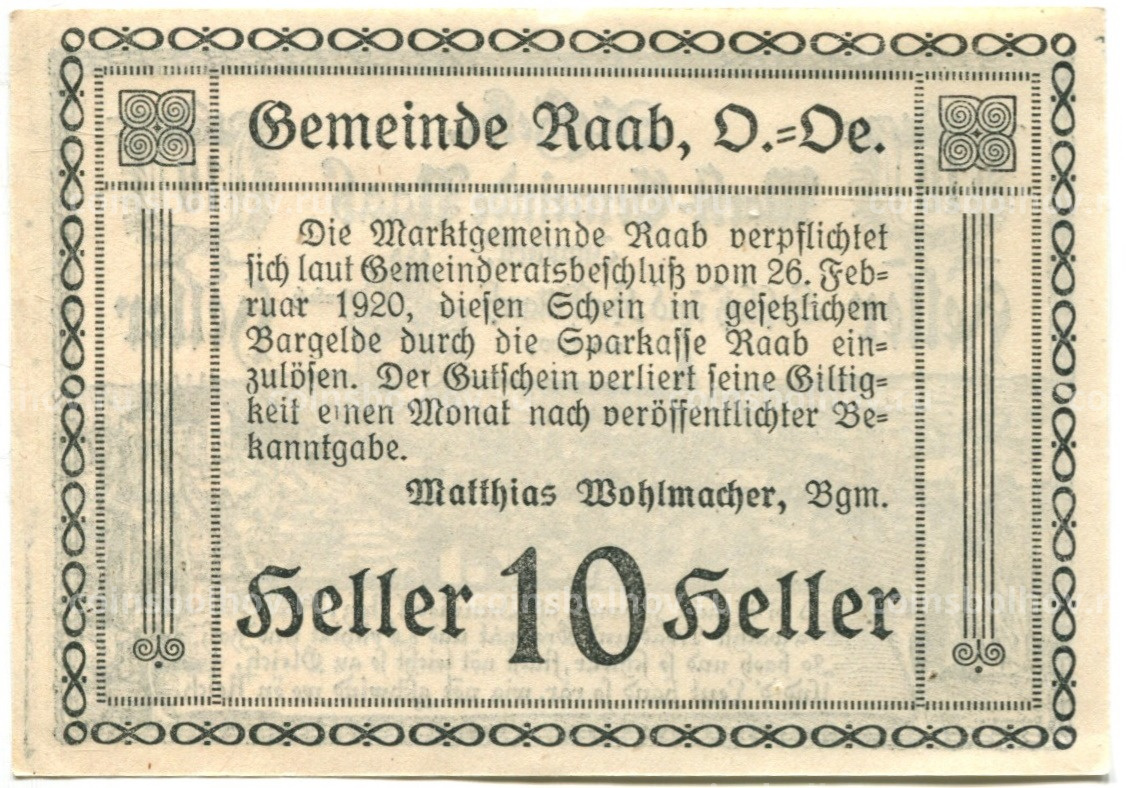 Gemeinde Raab, O.=Oe.
Die Marktgemeinde Raab verpflichtet
sich laut Gemeinderatsbeschluß vom 26. Feb=
ruar 1920, diesen Schein in gesetzlichem
Bargelde durch die Sparkasse Raab ein=
zulösen. Der Gutschein verliert seine Giltig=
keit einen Monat nach veröffentlichter Be=
kanntgabe.
Matthias Wohlmacher, Bgm.
Heller 10 Heller